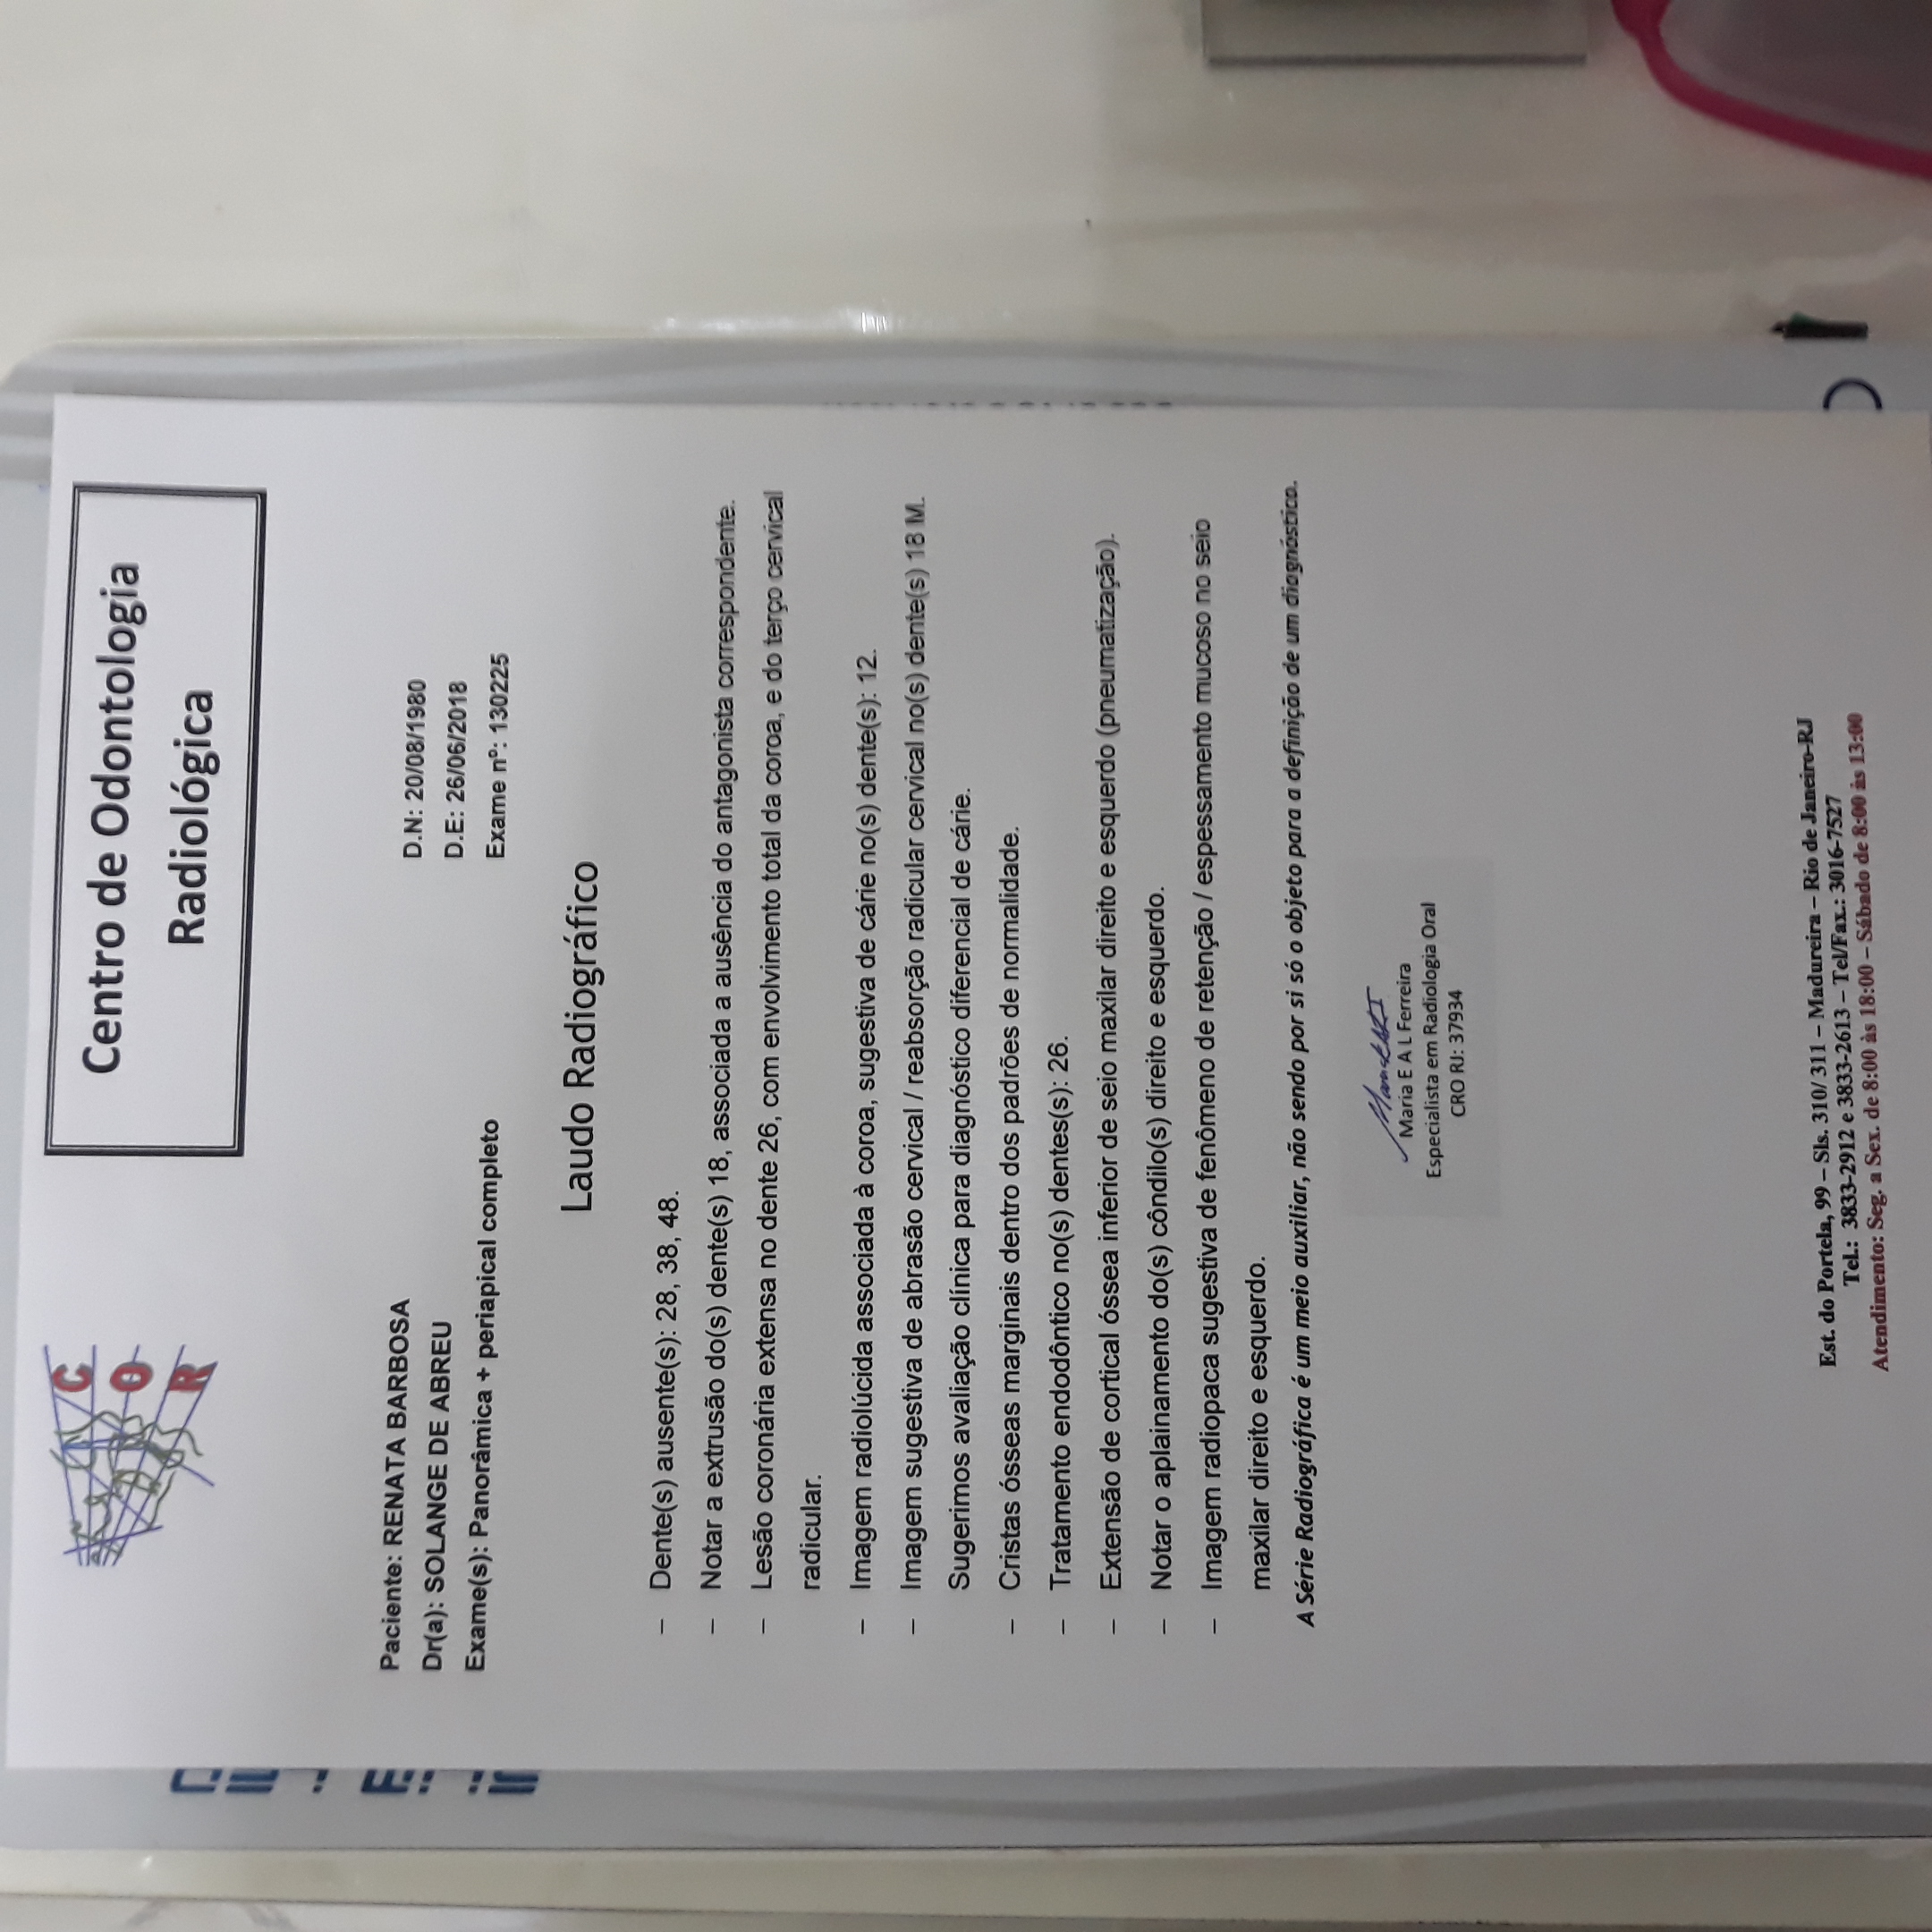 C
O
R
Centro de Odontologia
Radiológica
Paciente: RENATA BARBOSA
D.N: 20/08/1980
Dr(a): SOLANGE DE ABREU
D.E: 26/06/2018
Exame(s): Panorâmica + periapical completo
Exame nº: 130225
Laudo Radiográfico
– Dente(s) ausente(s): 28, 38, 48.
– Notar a extrusão do(s) dente(s) 18, associada a ausência do antagonista correspondente.
– Lesão coronária extensa no dente 26, com envolvimento total da coroa, e do terço cervical
radicular.
– Imagem radiolúcida associada à coroa, sugestiva de cárie no(s) dente(s): 12.
– Imagem sugestiva de abrasão cervical / reabsorção radicular cervical no(s) dente(s) 18 M.
Sugerimos avaliação clínica para diagnóstico diferencial de cárie.
– Cristas ósseas marginais dentro dos padrões de normalidade.
– Tratamento endodôntico no(s) dentes(s): 26.
– Extensão de cortical óssea inferior de seio maxilar direito e esquerdo (pneumatização).
– Notar o aplainamento do(s) côndilo(s) direito e esquerdo.
– Imagem radiopaca sugestiva de fenômeno de retenção / espessamento mucoso no seio
maxilar direito e esquerdo.
A Série Radiográfica é um meio auxiliar, não sendo por si só o objeto para a definição de um diagnóstico.
Maria E A L Ferreira
Especialista em Radiologia Oral
CRO RJ: 37934
Est. do Portela, 99 – Sls. 310/ 311 – Madureira – Rio de Janeiro-RJ
Tel.: 3833-2912 e 3833-2613 – Tel/Fax.: 3016-7527
Atendimento: Seg. a Sex. de 8:00 às 18:00 – Sábado de 8:00 às 13:00